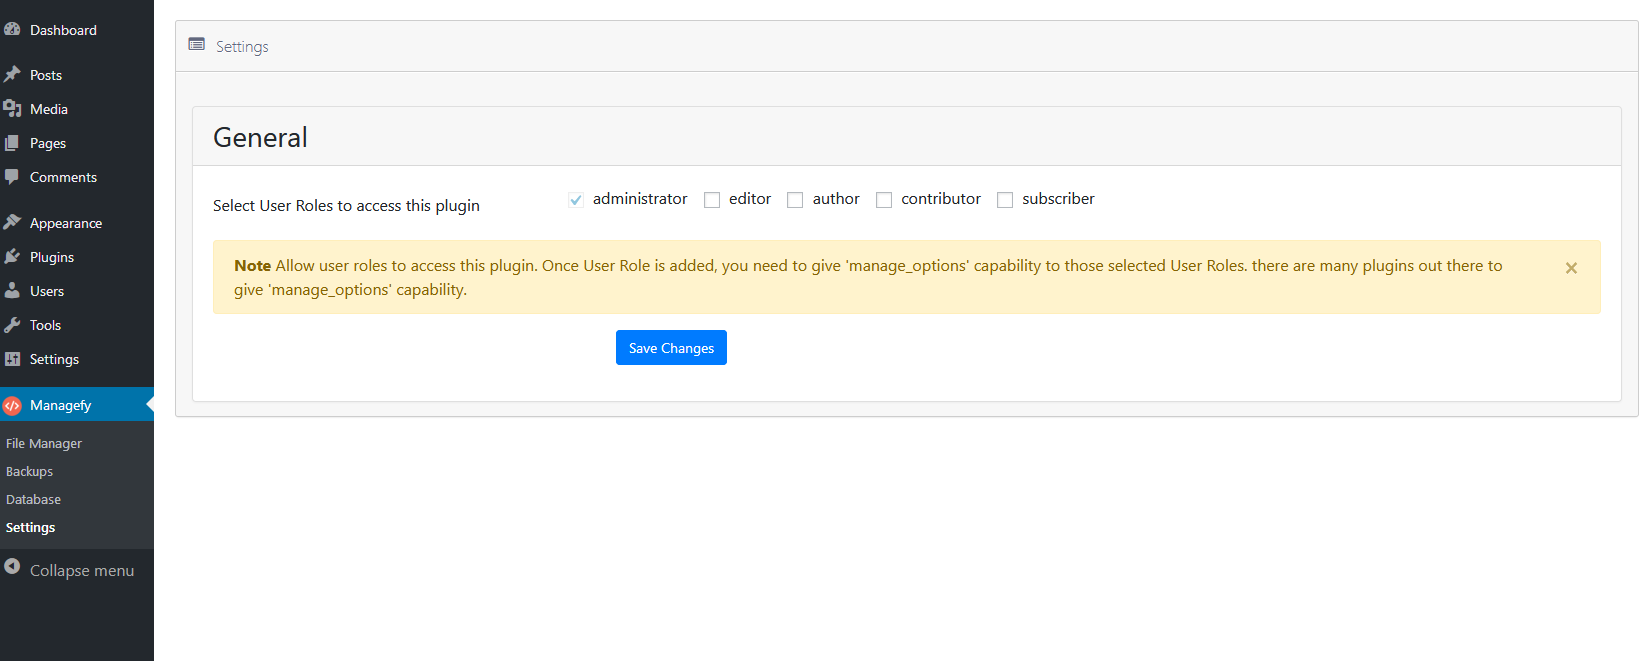 Dashboard
Posts
Media
Pages
Comments
Appearance
Plugins
Users
Tools
Settings
Managefy
File Manager
Backups
Database
Settings
Collapse menu
Settings
General
Select User Roles to access this plugin
administrator editor author contributor subscriber
Note Allow user roles to access this plugin. Once User Role is added, you need to give 'manage_options' capability to those selected User Roles. there are many plugins out there to
give 'manage_options' capability.
×
Save Changes